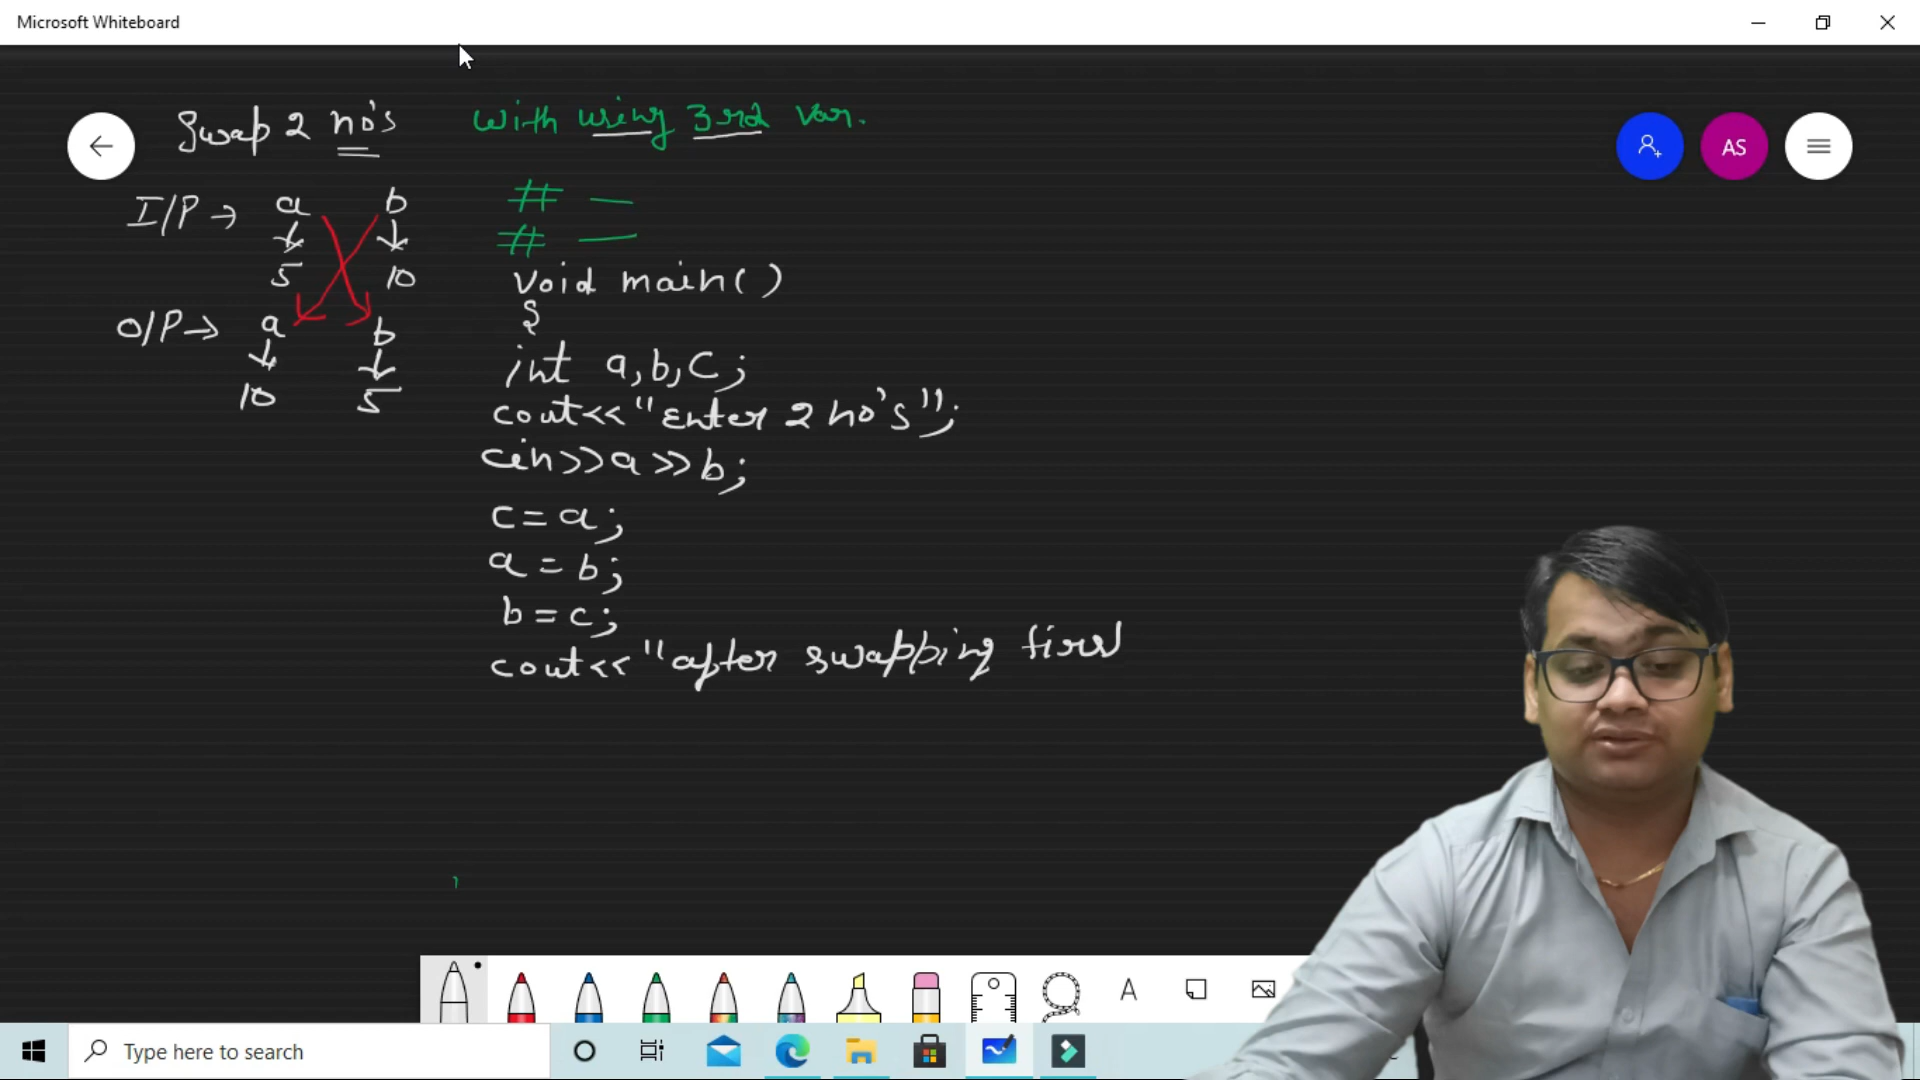 Microsoft Whiteboard
Swap 2 no's with using 3rd var.
I/P → a b
5 10
O/P → a b
10 5
# —
# —
void main()
{
int a,b,c;
cout<<"Enter 2 no's";
cin>>a>>b;
c=a;
a=b;
b=c;
cout<<"after swapping
AS
A
Type here to search